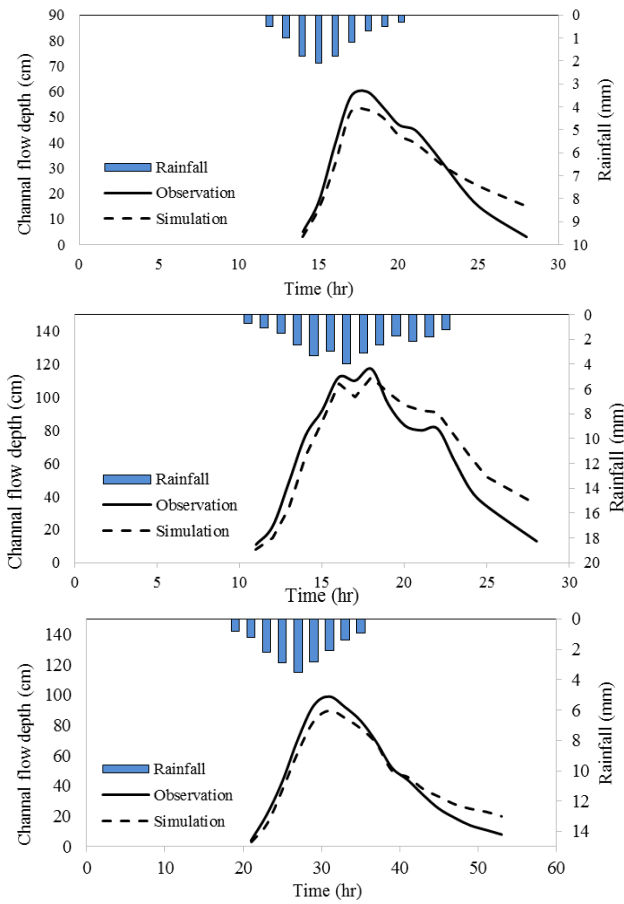 90
80
70
60
50
40
30
20
10
0
Channal flow depth (cm)
0
1
2
3
4
5
6
7
8
9
10
Rainfall (mm)
Rainfall
Observation
Simulation
0 5 10 15 20 25 30
Time (hr)
140
120
100
80
60
40
20
0
Channel flow depth (cm)
0
2
4
6
8
10
12
14
16
18
20
Rainfall (mm)
Rainfall
Observation
Simulation
0 5 10 15 20 25 30
Time (hr)
140
120
100
80
60
40
20
0
Channel flow depth (cm)
0
2
4
6
8
10
12
14
Rainfall (mm)
Rainfall
Observation
Simulation
0 10 20 30 40 50 60
Time (hr)